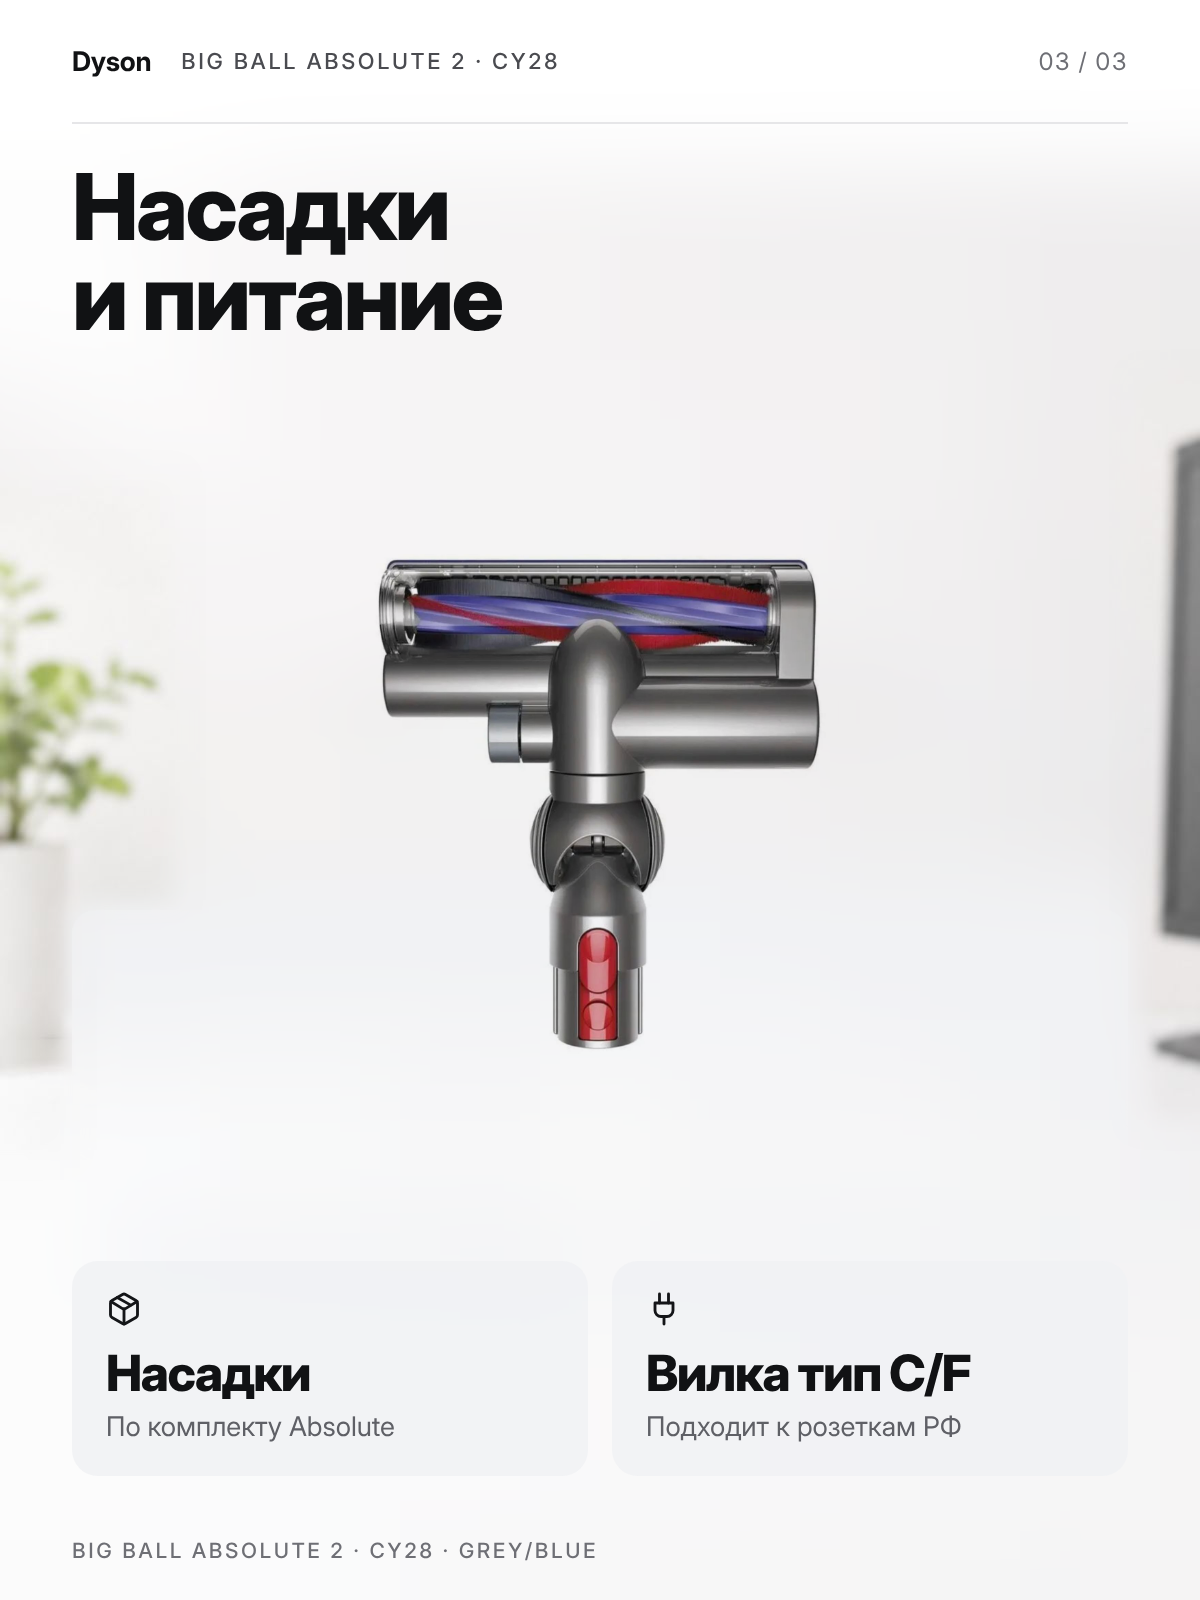 Dyson BIG BALL ABSOLUTE 2 · CY28 03 / 03
Насадки
и питание
Насадки
По комплекту Absolute
Вилка тип C/F
Подходит к розеткам РФ
BIG BALL ABSOLUTE 2 · CY28 · GREY/BLUE